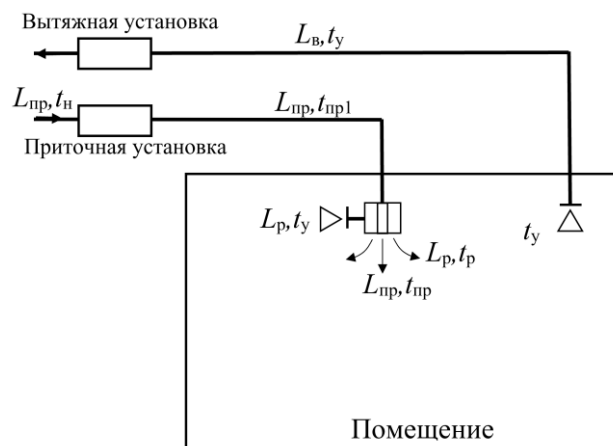 Вытяжная установка
Lв,tу
Lпр,tн
Lпр,tпр1
Приточная установка
Lр,tу
tу
Lр,tр
Lпр,tпр
Помещение